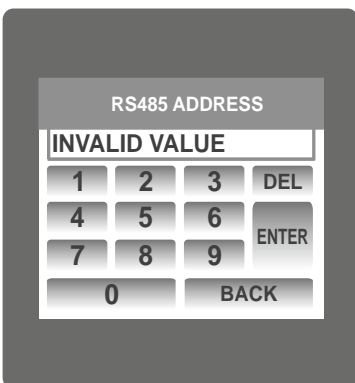 RS485 ADDRESS
INVALID VALUE
1 2 3 DEL
4 5 6 ENTER
7 8 9
0 BACK